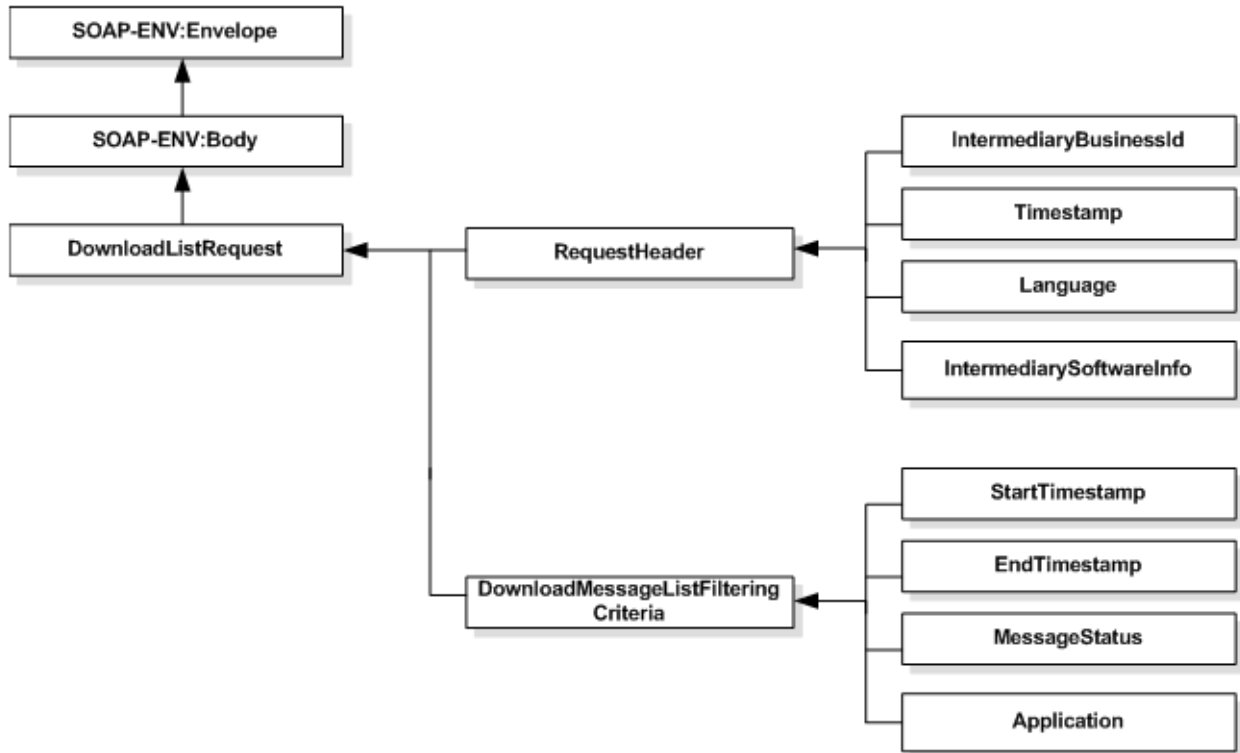 SOAP-ENV:Envelope
SOAP-ENV:Body
DownloadListRequest
RequestHeader
IntermediaryBusinessId
Timestamp
Language
IntermediarySoftwareInfo
DownloadMessageListFiltering
Criteria
StartTimestamp
EndTimestamp
MessageStatus
Application